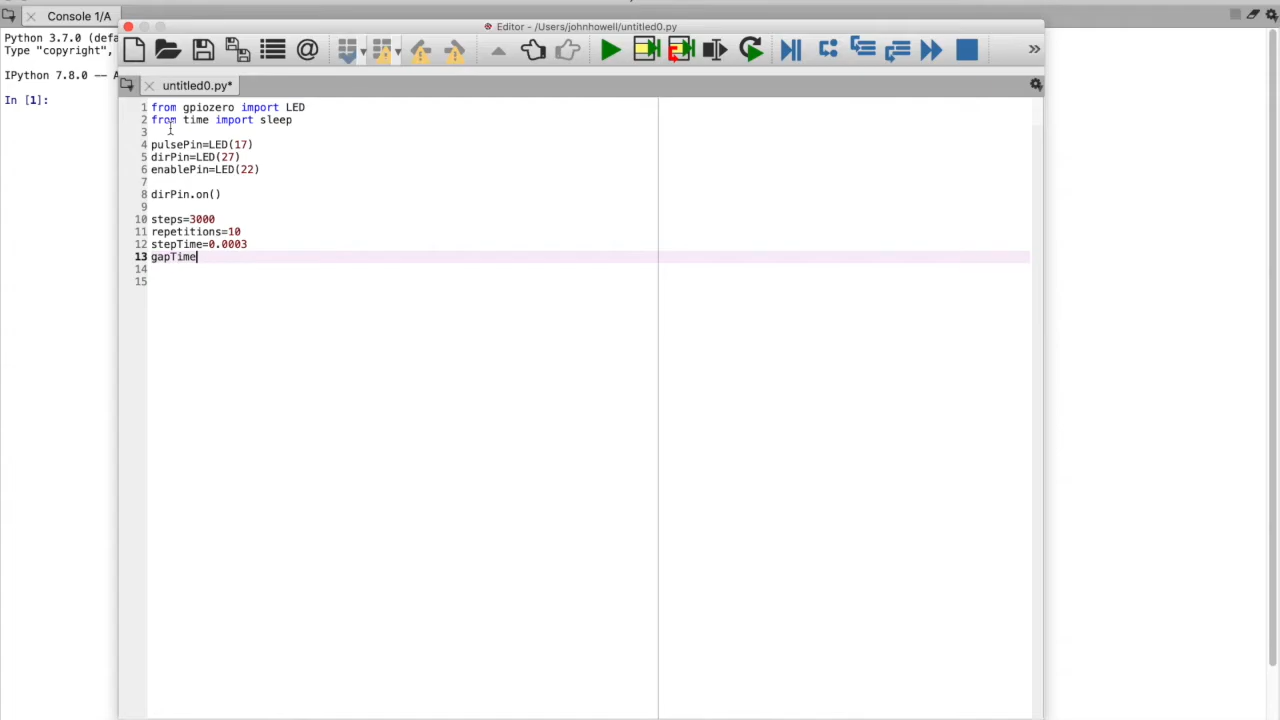 Console 1/A
Python 3.7.0 (defa
Type "copyright",
IPython 7.8.0 -- A
In [1]:
Editor - /Users/johnhowell/untitled0.py
untitled0.py*
1 from gpiozero import LED
2 from time import sleep
3
4 pulsePin=LED(17)
5 dirPin=LED(27)
6 enablePin=LED(22)
7
8 dirPin.on()
9
10 steps=3000
11 repetitions=10
12 stepTime=0.0003
13 gapTime
14
15